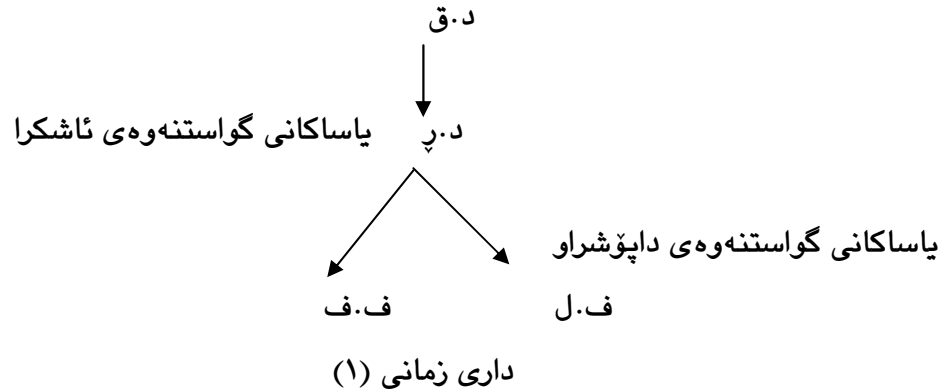 د.ق
یاساکانی گواستنەوەی ئاشکرا د.ڕ
یاساکانی گواستنەوەی داپۆشراو
ف.ف ف.ل
داری زمانی (١)